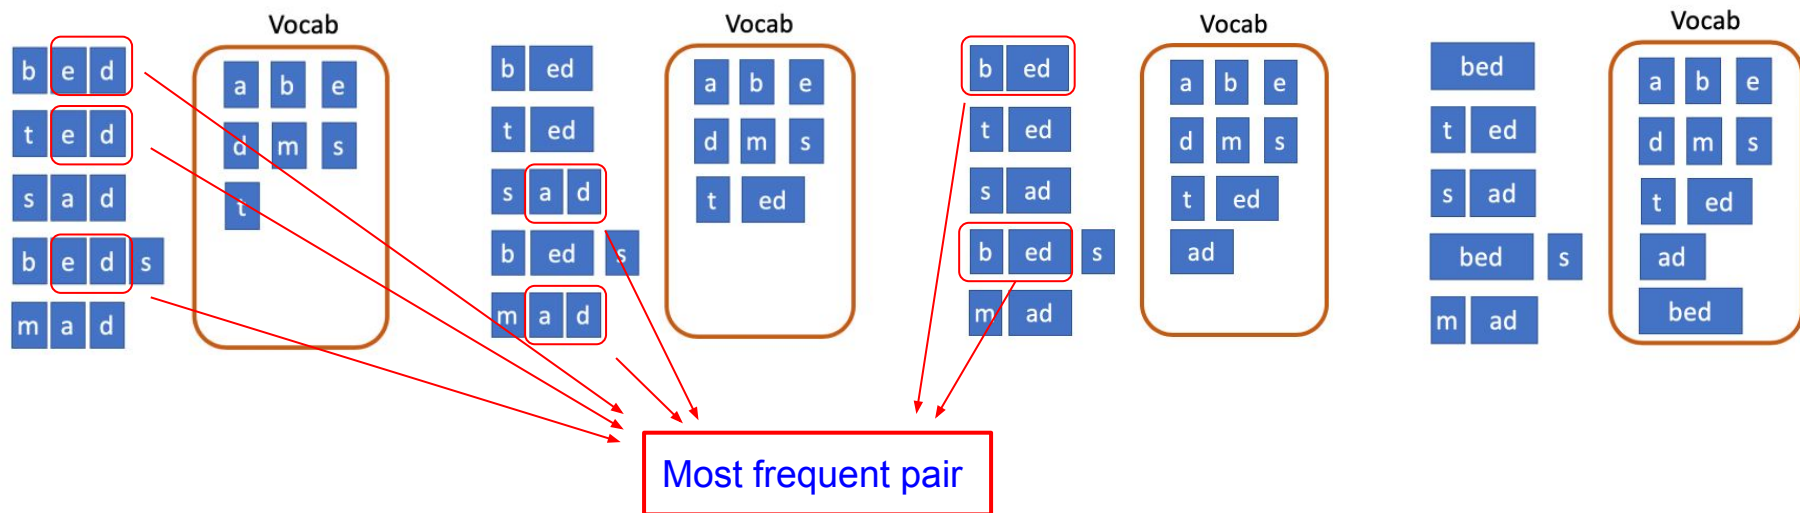 Vocab
b e d
t e d
s a d
b e d s
m a d
a b e
d m s
t
Vocab
b ed
t ed
s a d
b ed s
m a d
a b e
d m s
t ed
Vocab
b ed
t ed
s ad
b ed s
m ad
a b e
d m s
t ed
ad
Vocab
bed
t ed
s ad
bed s
m ad
a b e
d m s
t ed
ad
bed
Most frequent pair